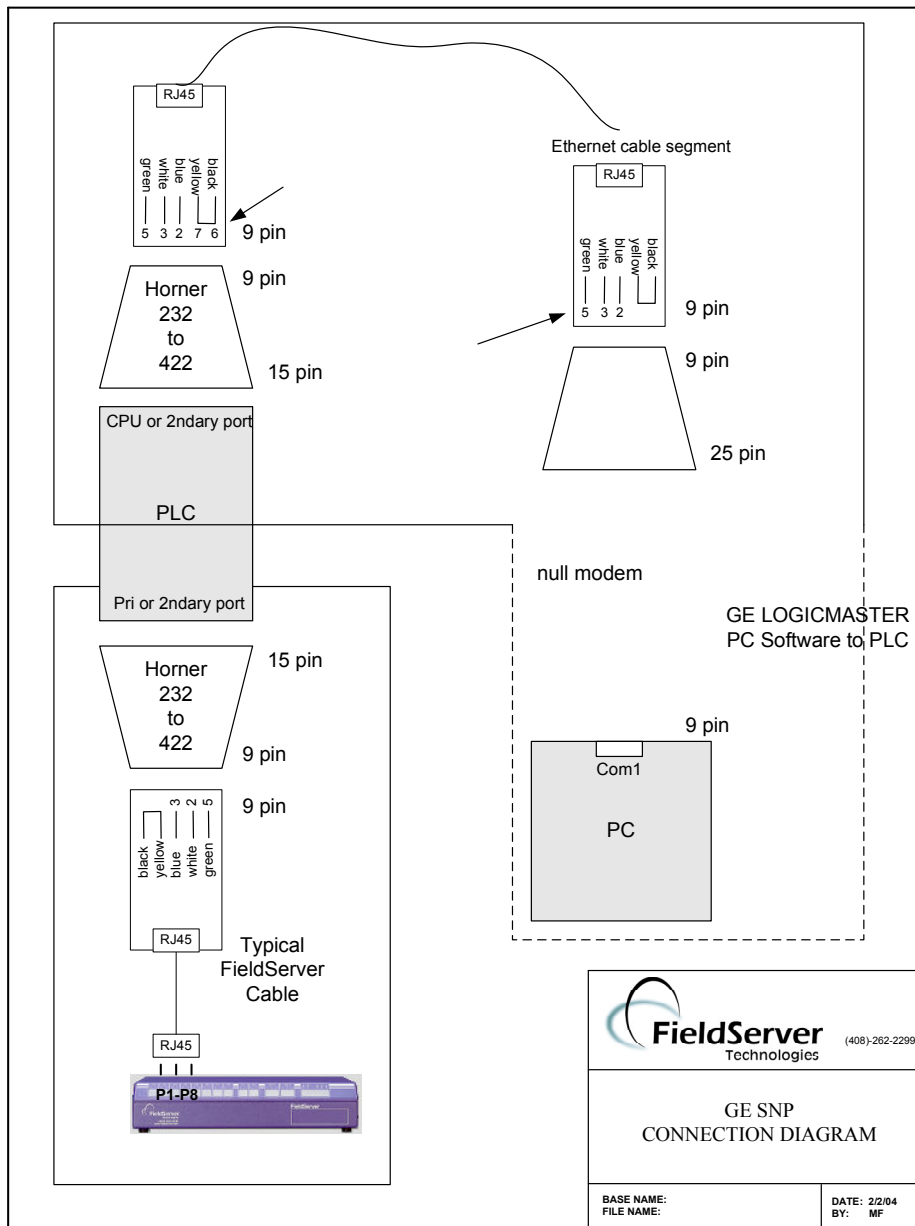 RJ45
green
white
blue
yellow
black
5 3 2 7 6
9 pin
Horner
232
to
422
9 pin
15 pin
CPU or 2ndary port
PLC
Pri or 2ndary port
Ethernet cable segment
RJ45
green
white
blue
yellow
black
5 3 2
9 pin
9 pin
25 pin
null modem
GE LOGICMASTER
PC Software to PLC
9 pin
Com1
PC
Horner
232
to
422
15 pin
9 pin
9 pin
3 2 5
black
yellow
blue
white
green
RJ45
Typical
FieldServer
Cable
RJ45
P1-P8
FieldServer
FieldServer
FieldServer
Technologies
(408)-262-2299
GE SNP
CONNECTION DIAGRAM
BASE NAME:
FILE NAME:
DATE: 2/2/04
BY: MF